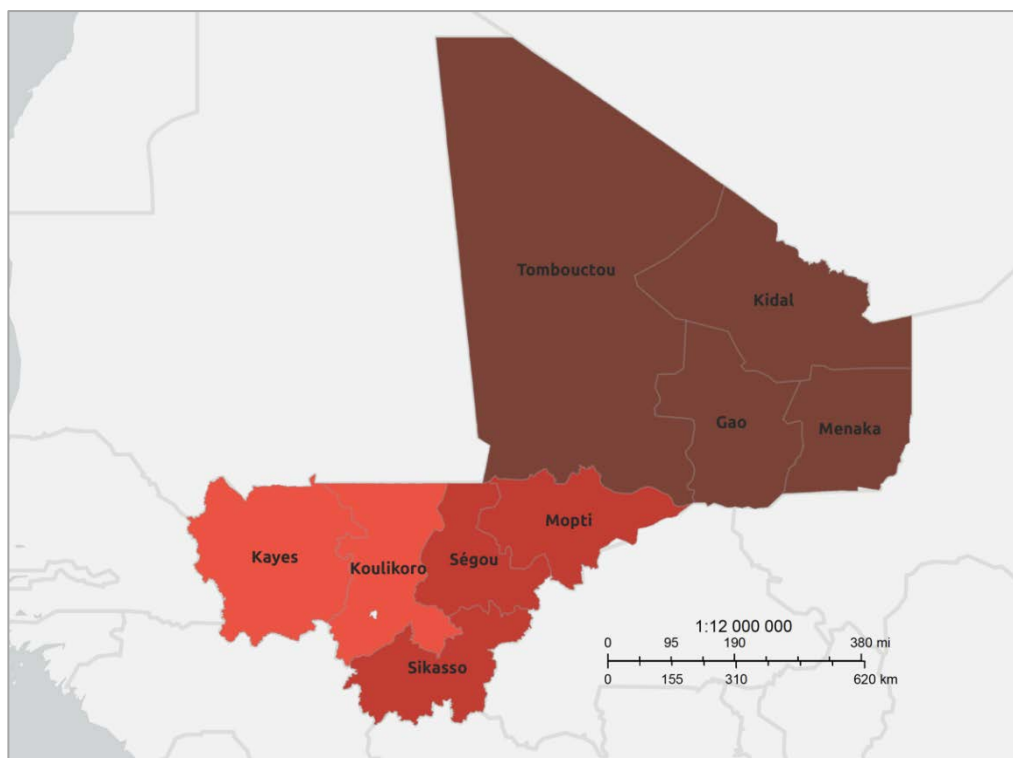 Tombouctou
Kidal
Gao
Menaka
Mopti
Ségou
Kayes
Koulikoro
Sikasso
1:12 000 000
0 95 190 380 mi
0 155 310 620 km